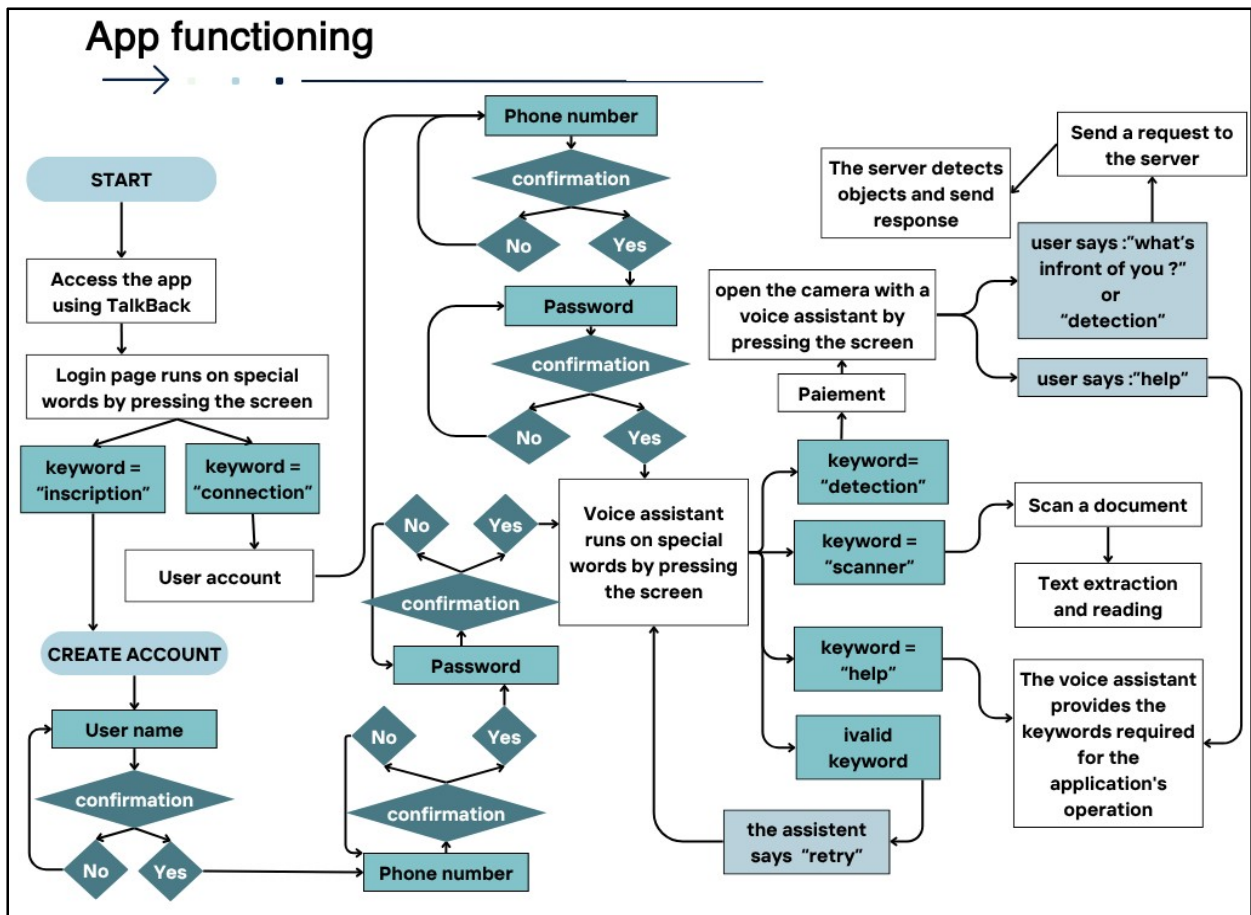 App functioning
START
Access the app
using TalkBack
Login page runs on special
words by pressing the screen
keyword =
“inscription”
keyword =
“connection”
User account
CREATE ACCOUNT
User name
confirmation
No
Yes
Phone number
confirmation
No
Yes
Password
confirmation
No
Yes
Phone number
confirmation
No
Yes
Password
confirmation
No
Yes
Voice assistant
runs on special
words by pressing
the screen
keyword=
“detection”
Paiement
open the camera with a
voice assistant by
pressing the screen
user says :”what’s
infront of you ?”
or
“detection”
Send a request to
the server
The server detects
objects and send
response
user says :”help”
keyword =
“scanner”
Scan a document
Text extraction
and reading
keyword =
“help”
The voice assistant
provides the
keywords required
for the
application's
operation
ivalid
keyword
the assistent
says “retry”